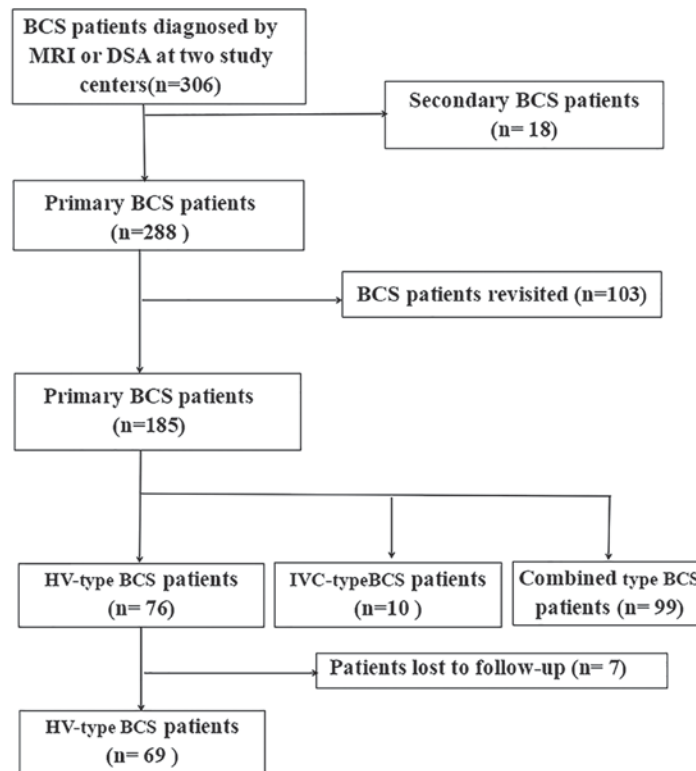 BCS patients diagnosed by
MRI or DSA at two study
centers(n=306)
Secondary BCS patients
(n= 18)
Primary BCS patients
(n=288 )
BCS patients revisited (n=103)
Primary BCS patients
(n=185)
HV-type BCS patients
(n= 76)
IVC-typeBCS patients
(n=10 )
Combined type BCS
patients (n= 99)
Patients lost to follow-up (n= 7)
HV-type BCS patients
(n= 69 )